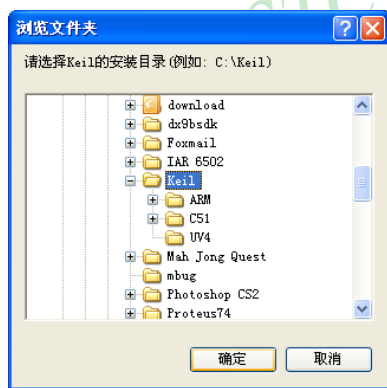 浏览文件夹
请选择Keil的安装目录(例如: C:\Keil)
download
dx9bsdk
Foxmail
IAR 6502
Keil
ARM
C51
UV4
Mah Jong Quest
mbug
Photoshop CS2
Proteus74
确定 取消